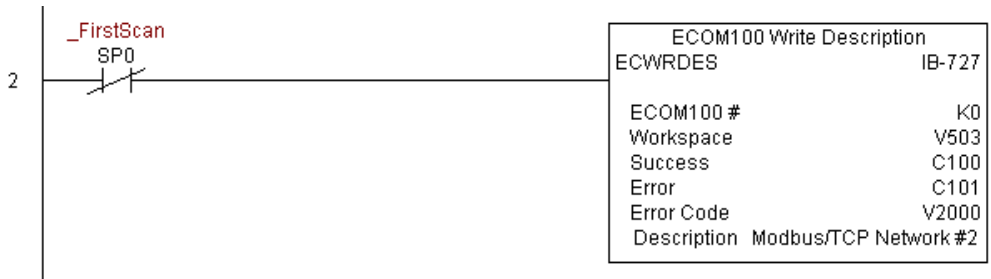 _FirstScan
SP0
2
ECOM100 Write Description
ECWRDES IB-727
ECOM100 # K0
Workspace V503
Success C100
Error C101
Error Code V2000
Description Modbus/TCP Network #2